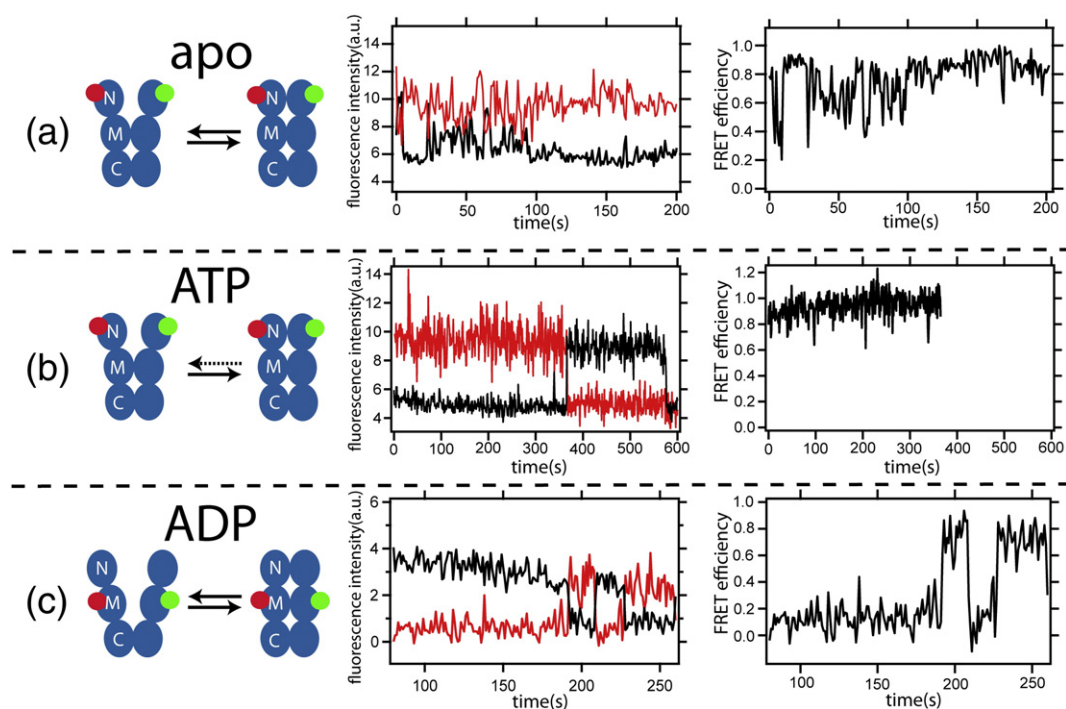 apo
(a)
N
M
C
fluorescence intensity(a.u.)
14
12
10
8
6
4
0
50
100
150
200
time(s)
FRET efficiency
1.0
0.8
0.6
0.4
0.2
0.0
0
50
100
150
200
time(s)
ATP
(b)
N
M
C
fluorescence intensity(a.u.)
14
12
10
8
6
4
0
100
200
300
400
500
600
time(s)
FRET efficiency
1.2
1.0
0.8
0.6
0.4
0.2
0.0
0
100
200
300
400
500
600
time(s)
ADP
(c)
N
M
C
fluorescence intensity(a.u.)
6
4
2
0
100
150
200
250
time(s)
FRET efficiency
1.0
0.8
0.6
0.4
0.2
0.0
100
150
200
250
time(s)